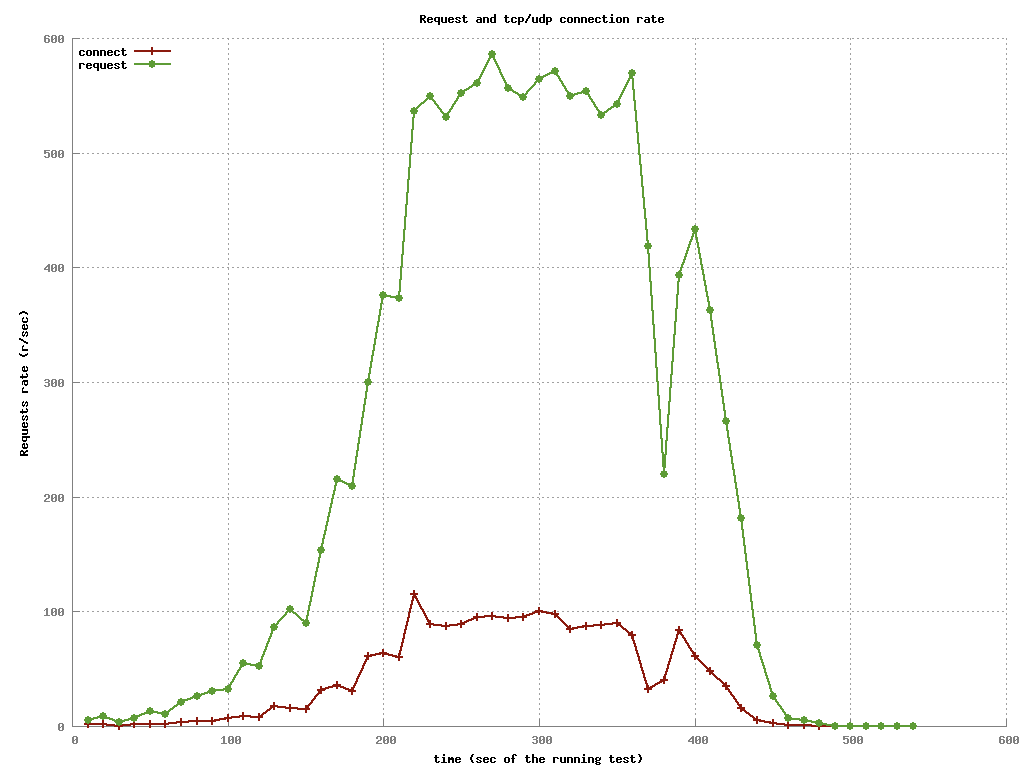 Request and tcp/udp connection rate
600
connect
request
500
400
300
200
100
0
Requests rate (r/sec)
0 100 200 300 400 500 600
time (sec of the running test)